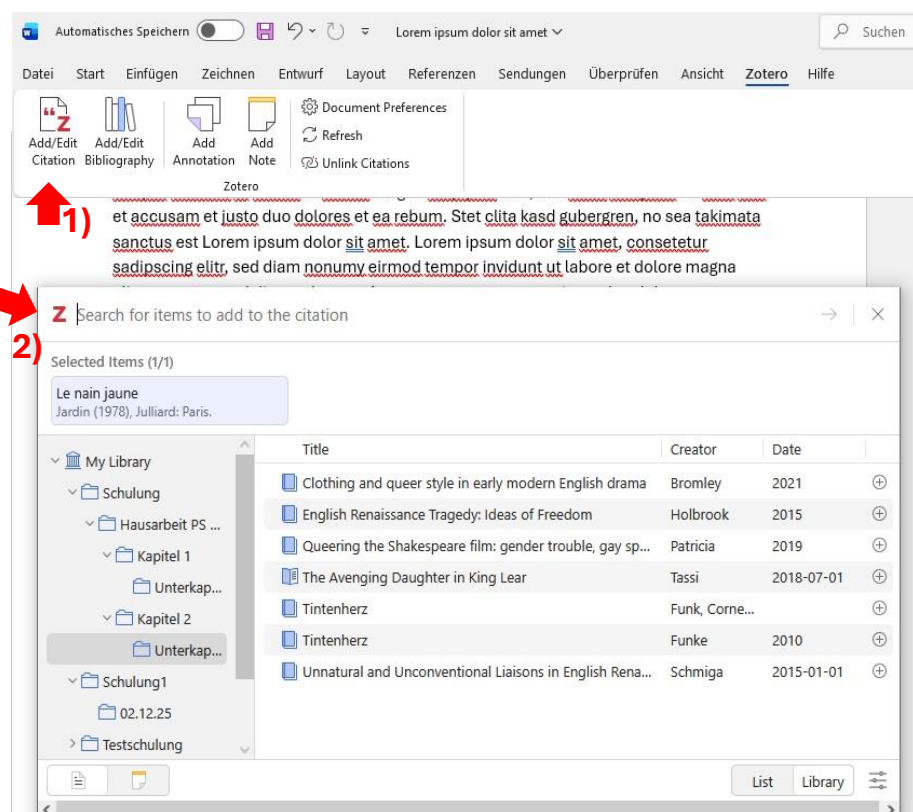 Automatisches Speichern Lorem ipsum dolor sit amet Suchen
Datei Start Einfügen Zeichnen Entwurf Layout Referenzen Sendungen Überprüfen Ansicht Zotero Hilfe
Add/Edit Citation
Add/Edit Bibliography
Add Annotation
Add Note
Document Preferences
Refresh
Unlink Citations
Zotero
1)
et accusam et justo duo dolores et ea rebum. Stet clita kasd gubergren, no sea takimata
sanctus est Lorem ipsum dolor sit amet. Lorem ipsum dolor sit amet, consetetur
sadipscing elitr, sed diam nonumy eirmod tempor invidunt ut labore et dolore magna
2)
Z Search for items to add to the citation
Selected Items (1/1)
Le nain jaune
Jardin (1978), Julliard: Paris.
My Library
Schulung
Hausarbeit PS ...
Kapitel 1
Unterkap...
Kapitel 2
Unterkap...
Schulung1
02.12.25
Testschulung
Title Creator Date
Clothing and queer style in early modern English drama Bromley 2021
English Renaissance Tragedy: Ideas of Freedom Holbrook 2015
Queering the Shakespeare film: gender trouble, gay sp... Patricia 2019
The Avenging Daughter in King Lear Tassi 2018-07-01
Tintenherz Funk, Corne...
Tintenherz Funke 2010
Unnatural and Unconventional Liaisons in English Rena... Schmiga 2015-01-01
List Library